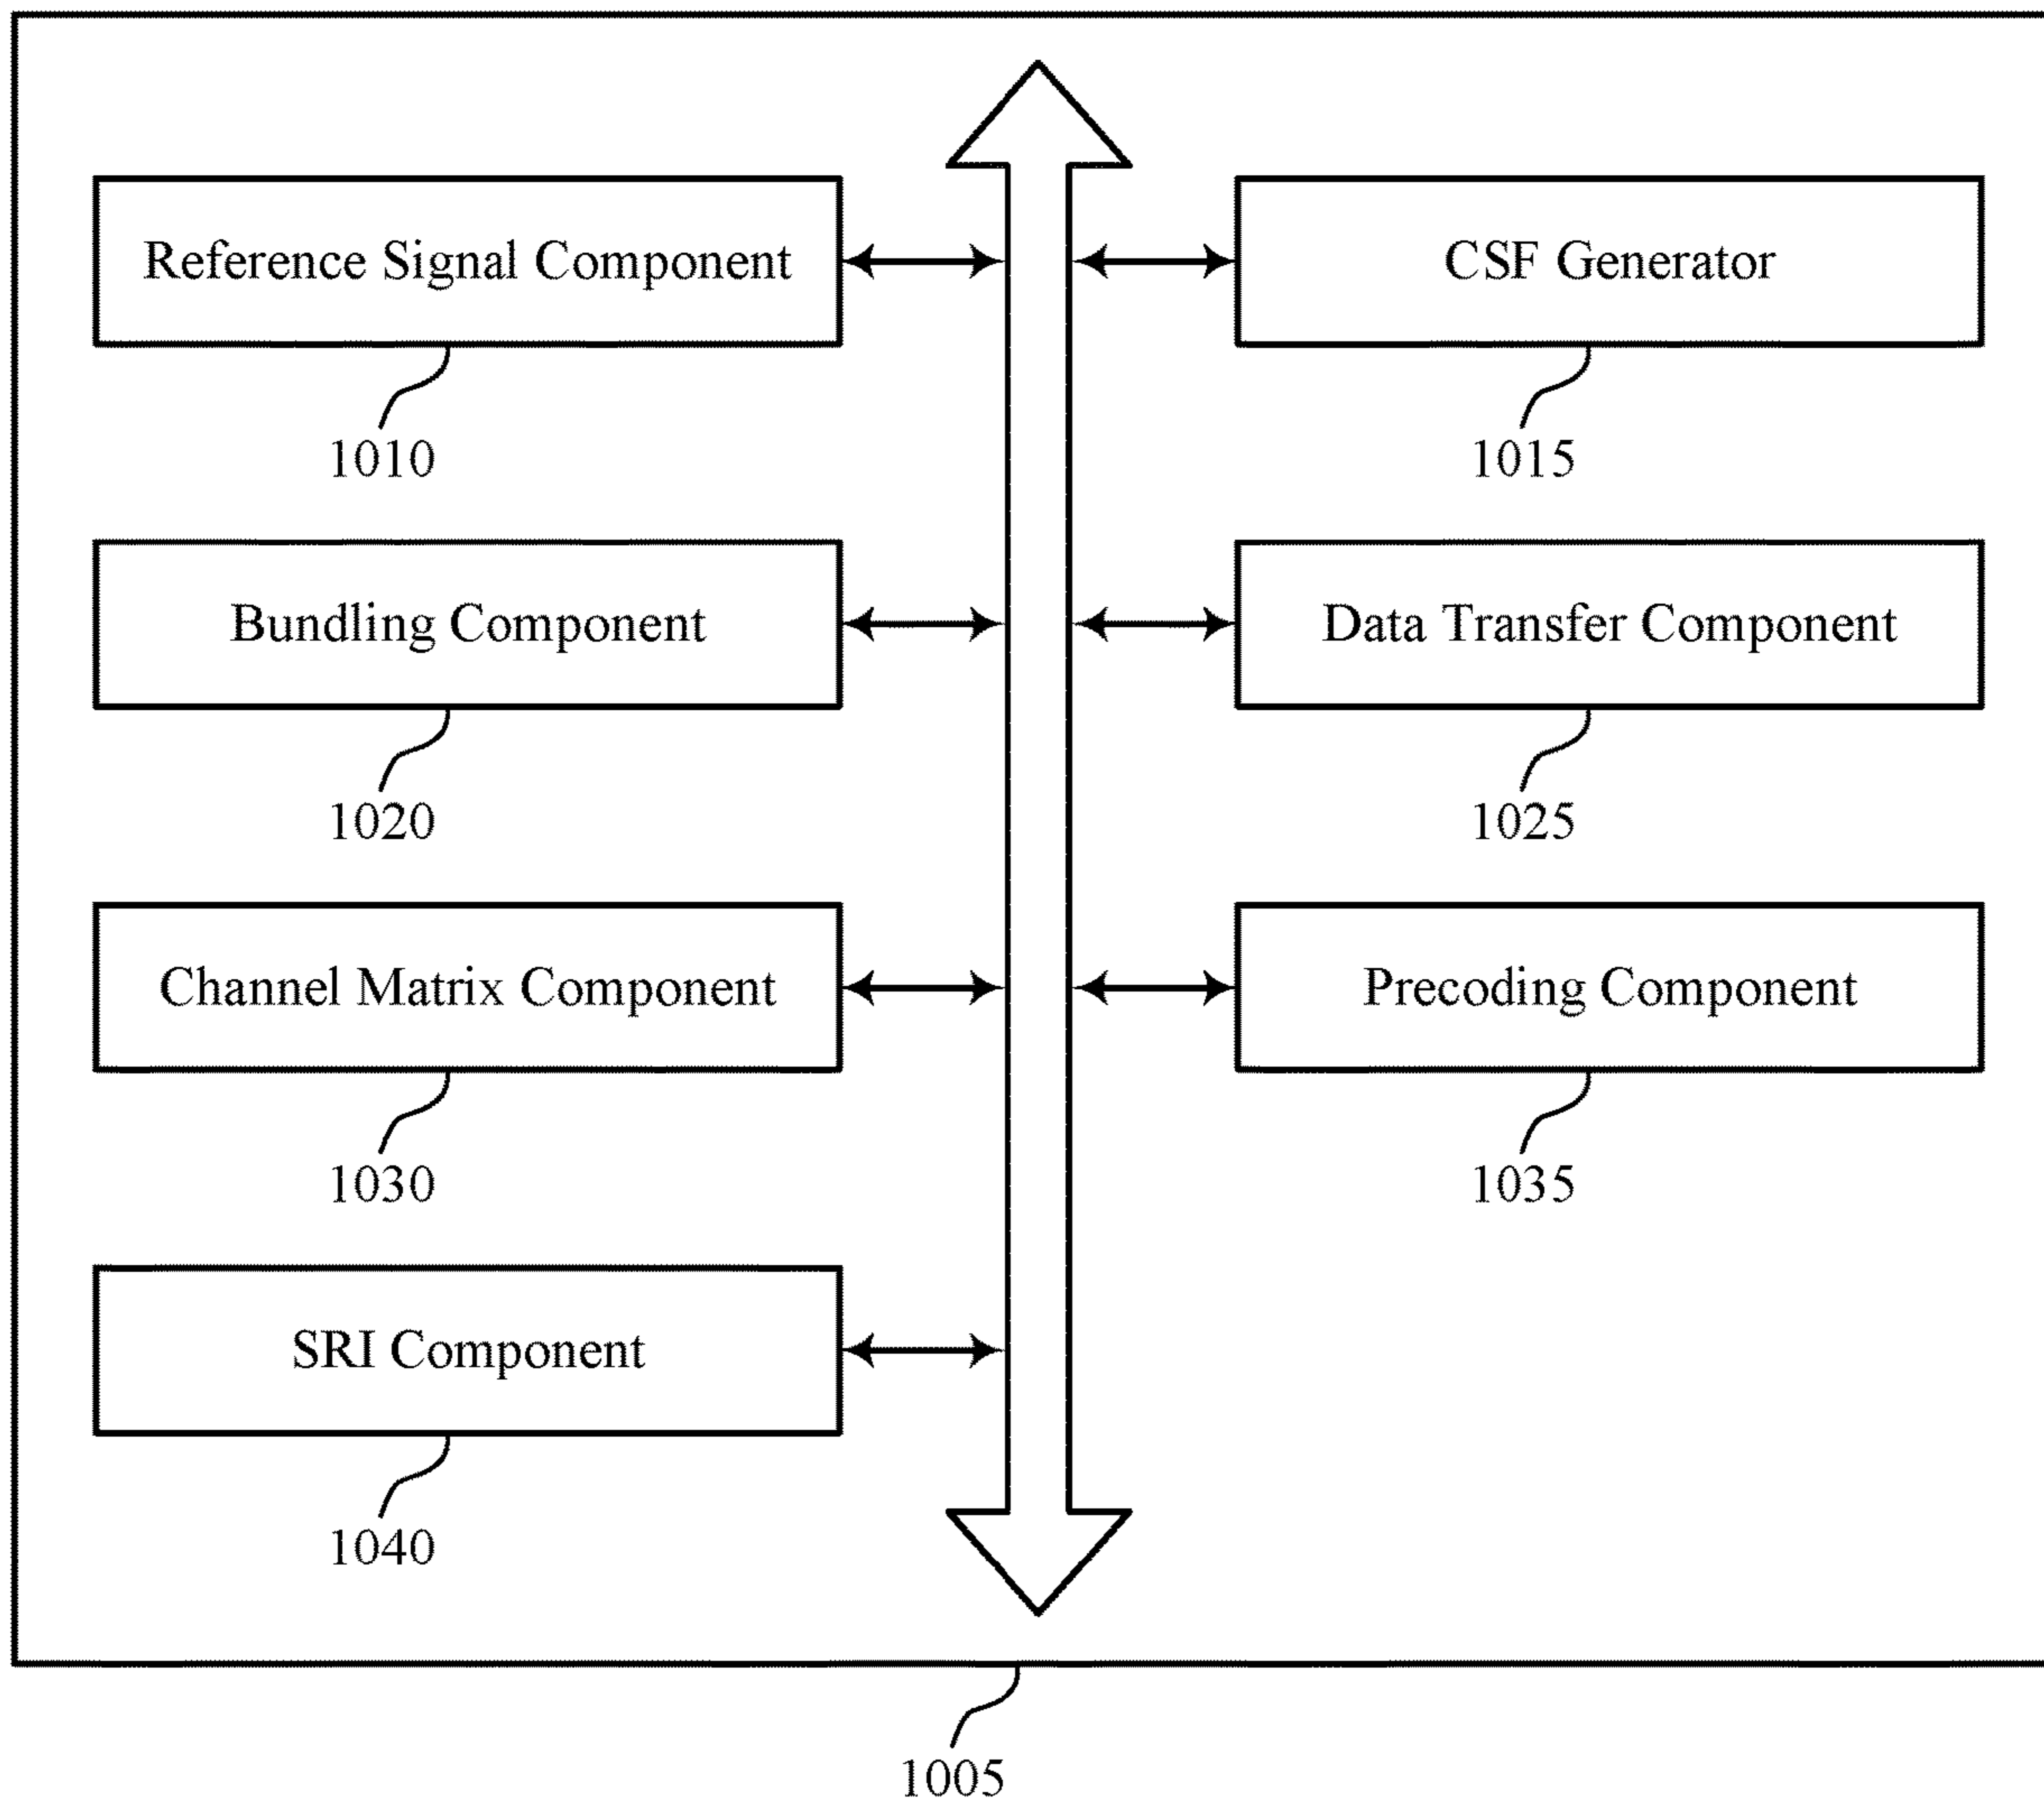 Reference Signal Component
CSF Generator
1010
1015
Bundling Component
Data Transfer Component
1020
1025
Channel Matrix Component
Precoding Component
1030
1035
SRI Component
1040
1005